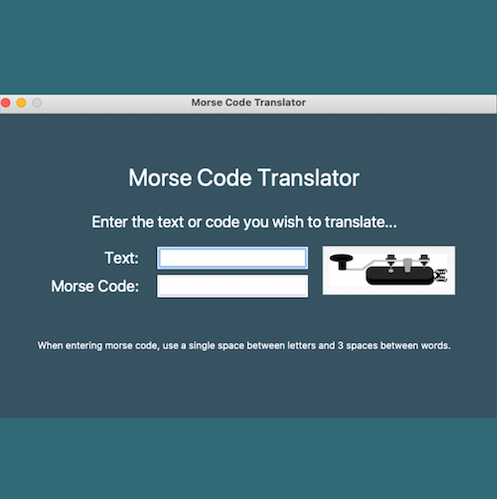 Morse Code Translator
Morse Code Translator
Enter the text or code you wish to translate...
Text:
Morse Code:
When entering morse code, use a single space between letters and 3 spaces between words.